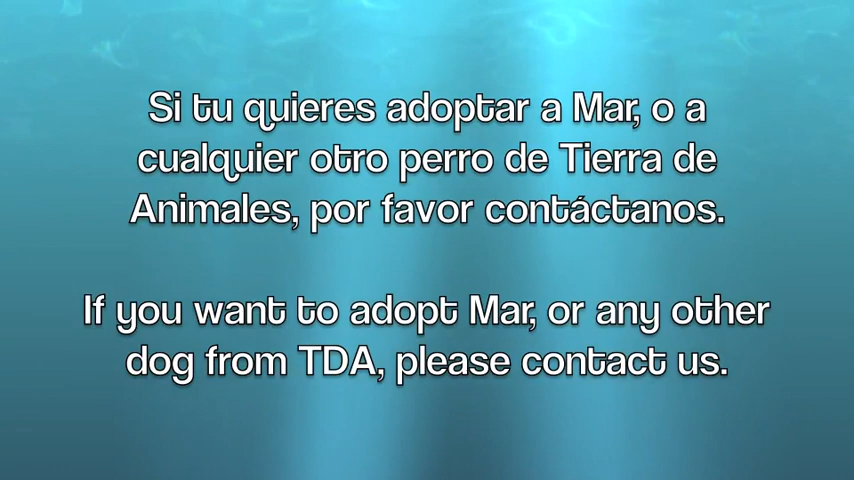 Si tu quieres adoptar a Mar, o a
cualquier otro perro de Tierra de
Animales, por favor contáctanos.
If you want to adopt Mar, or any other
dog from TDA, please contact us.